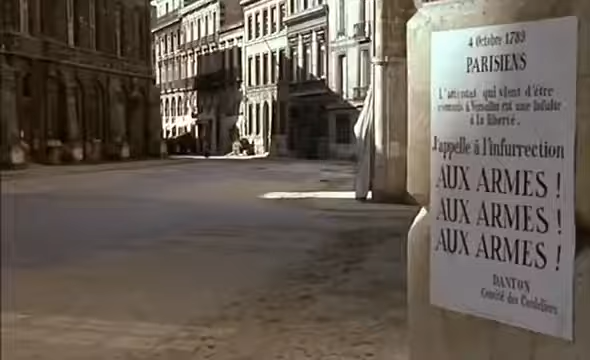 4 Octobre 1789
PARISIENS
L'attentat qui vient d'être
commis à Versailles est une insulte
à la liberté.
J'appelle à l'infurrection
AUX ARMES !
AUX ARMES !
AUX ARMES !
DANTON
Comité des Cordeliers